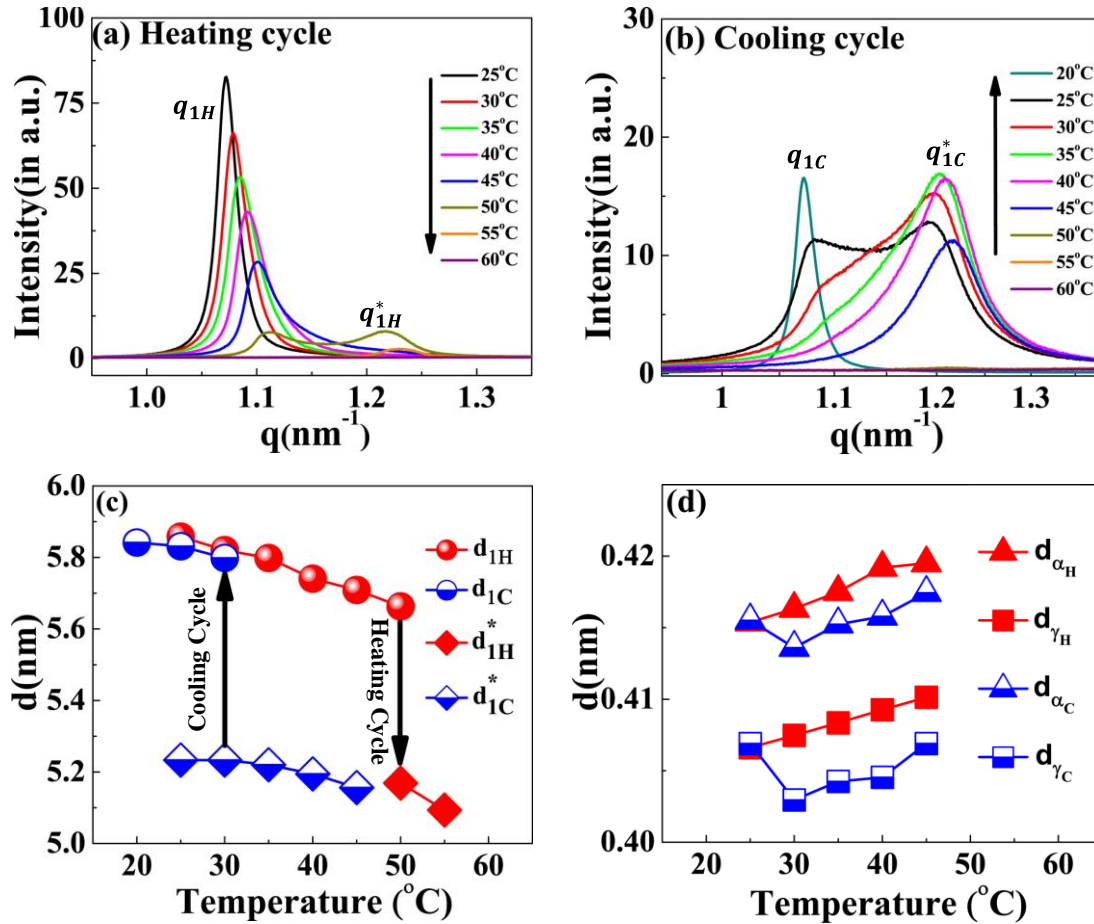 (a) Heating cycle
100
75
50
25
0
Intensity(in a.u.)
q1H
q*1H
25°C
30°C
35°C
40°C
45°C
50°C
55°C
60°C
1.0 1.1 1.2 1.3
q(nm-1)
(b) Cooling cycle
30
20
10
0
Intensity(in a.u.)
q1C
q*1C
20°C
25°C
30°C
35°C
40°C
45°C
50°C
55°C
60°C
1 1.1 1.2 1.3
q(nm-1)
(c)
6.0
5.8
5.6
5.4
5.2
5.0
d(nm)
Cooling Cycle
Heating Cycle
d1H
d1C
d*1H
d*1C
20 30 40 50 60
Temperature (°C)
(d)
0.42
0.41
0.40
d(nm)
dαH
dγH
dαC
dγC
20 30 40 50 60
Temperature (°C)